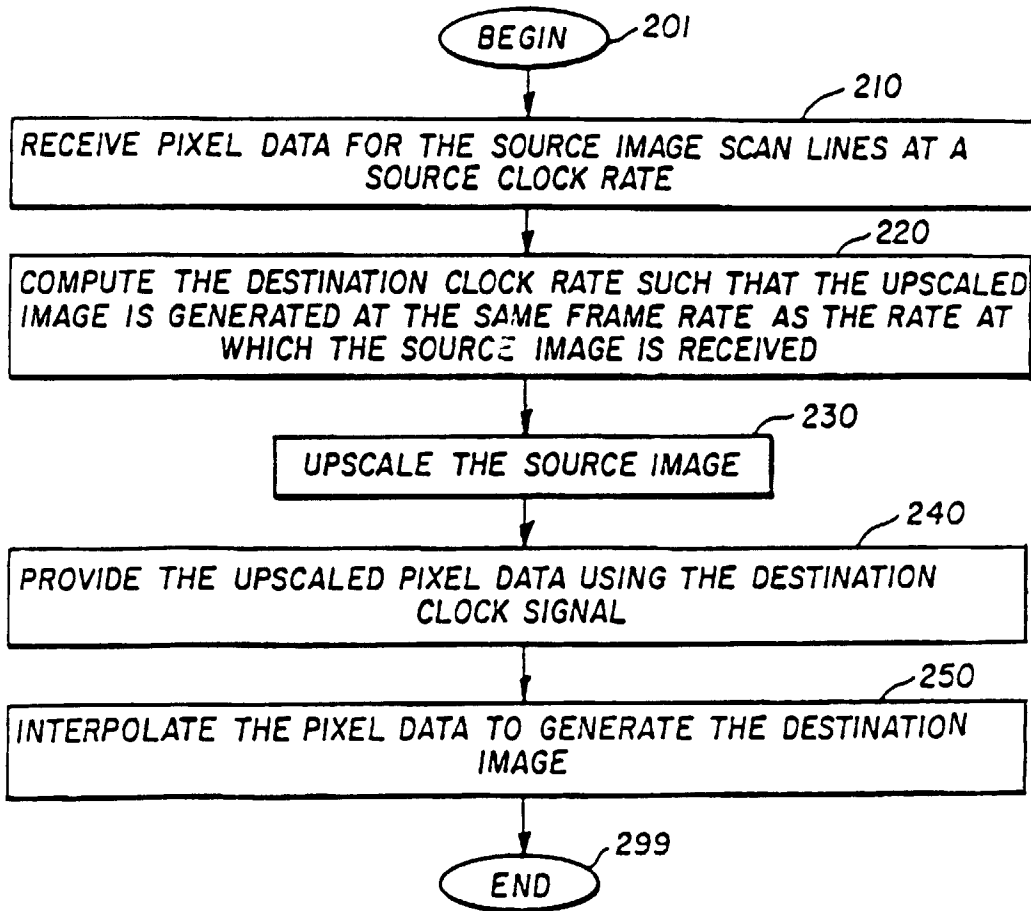 BEGIN 201
210
RECEIVE PIXEL DATA FOR THE SOURCE IMAGE SCAN LINES AT A
SOURCE CLOCK RATE
220
COMPUTE THE DESTINATION CLOCK RATE SUCH THAT THE UPSCALED
IMAGE IS GENERATED AT THE SAME FRAME RATE AS THE RATE AT
WHICH THE SOURCE IMAGE IS RECEIVED
230
UPSCALE THE SOURCE IMAGE
240
PROVIDE THE UPSCALED PIXEL DATA USING THE DESTINATION
CLOCK SIGNAL
250
INTERPOLATE THE PIXEL DATA TO GENERATE THE DESTINATION
IMAGE
299
END